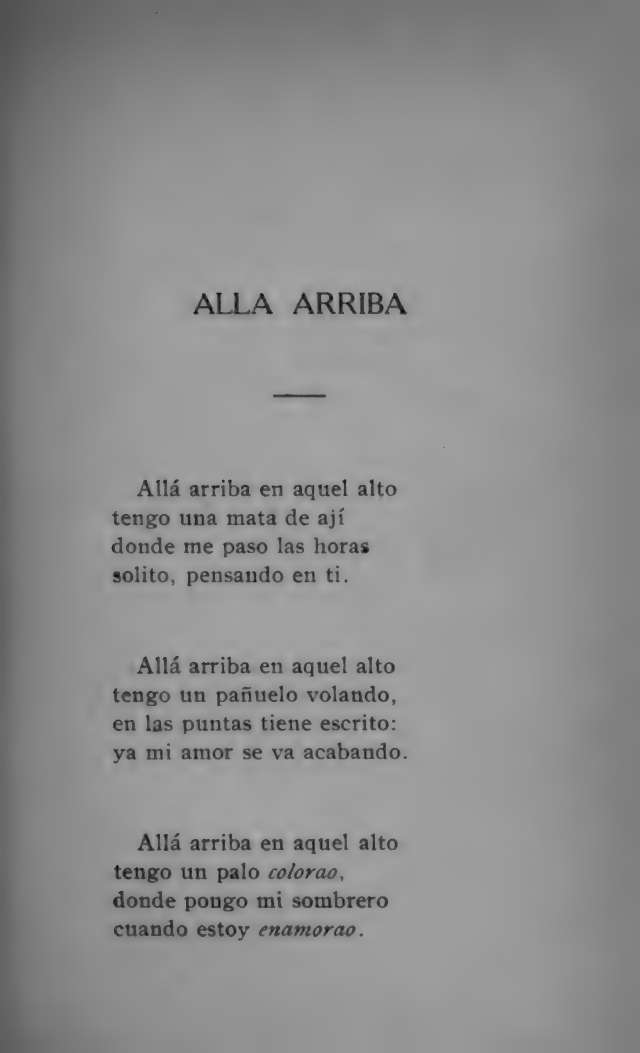 ALLA ARRIBA
Allá arriba en aquel alto
tengo una mata de ají
donde me paso las horas
solito, pensando en ti.
Allá arriba en aquel alto
tengo un pañuelo volando,
en las puntas tiene escrito:
ya mi amor se va acabando.
Allá arriba en aquel alto
tengo un palo colorao,
donde pongo mi sombrero
cuando estoy enamorao.